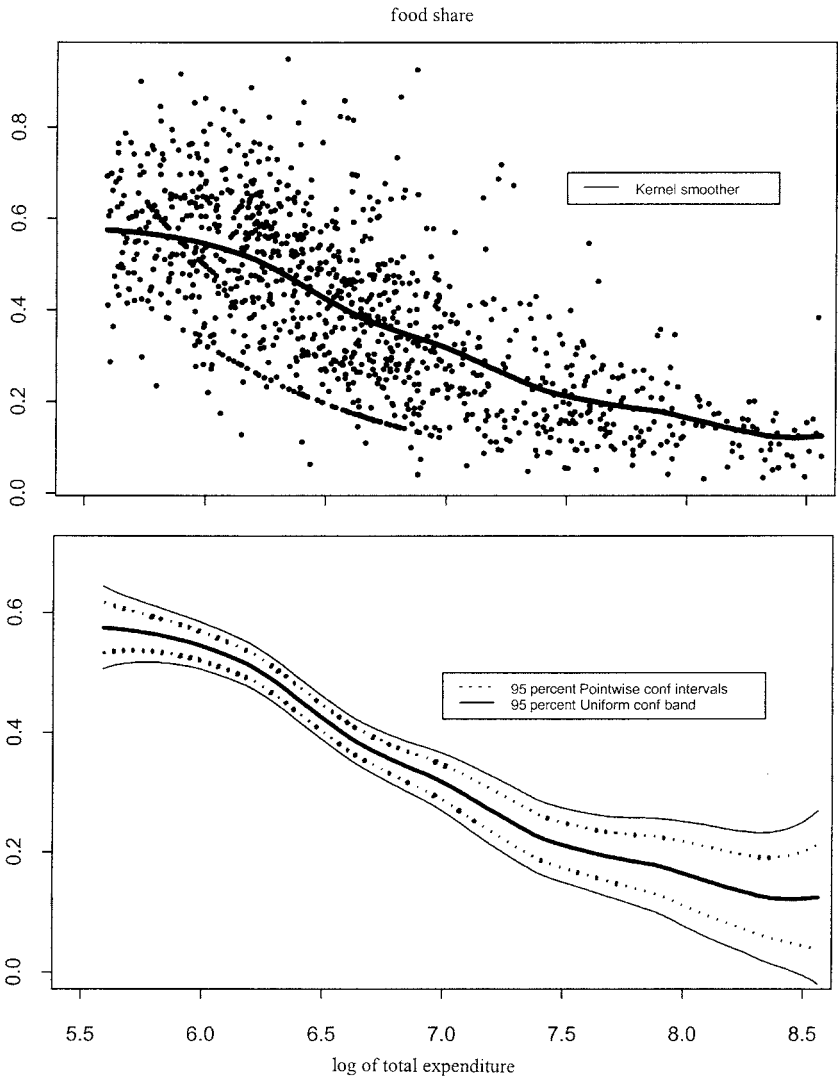 food share
0.8
0.6
0.4
0.2
0.0
Kernel smoother
0.6
0.4
0.2
0.0
95 percent Pointwise conf intervals
95 percent Uniform conf band
5.5 6.0 6.5 7.0 7.5 8.0 8.5
log of total expenditure